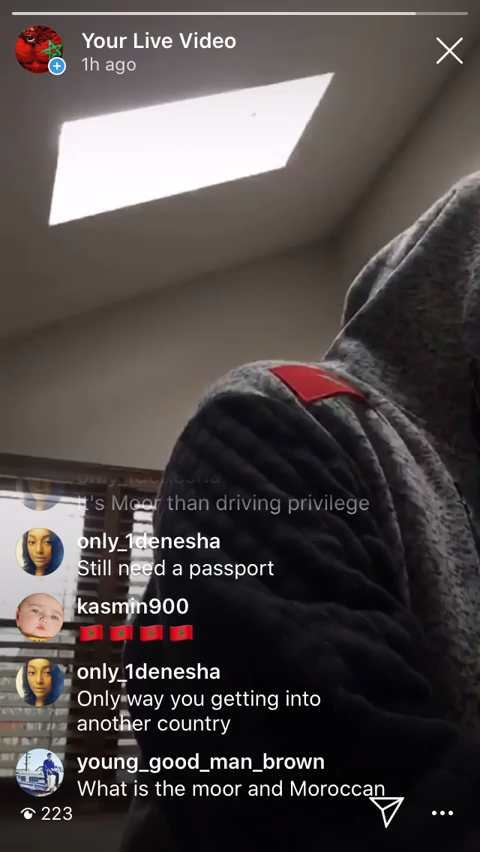 Your Live Video
1h ago
only_1denesha
It's Moor than driving privilege
only_1denesha
Still need a passport
kasmin900
🇲🇦 🇲🇦 🇲🇦 🇲🇦
only_1denesha
Only way you getting into
another country
young_good_man_brown
What is the moor and Moroccan
223